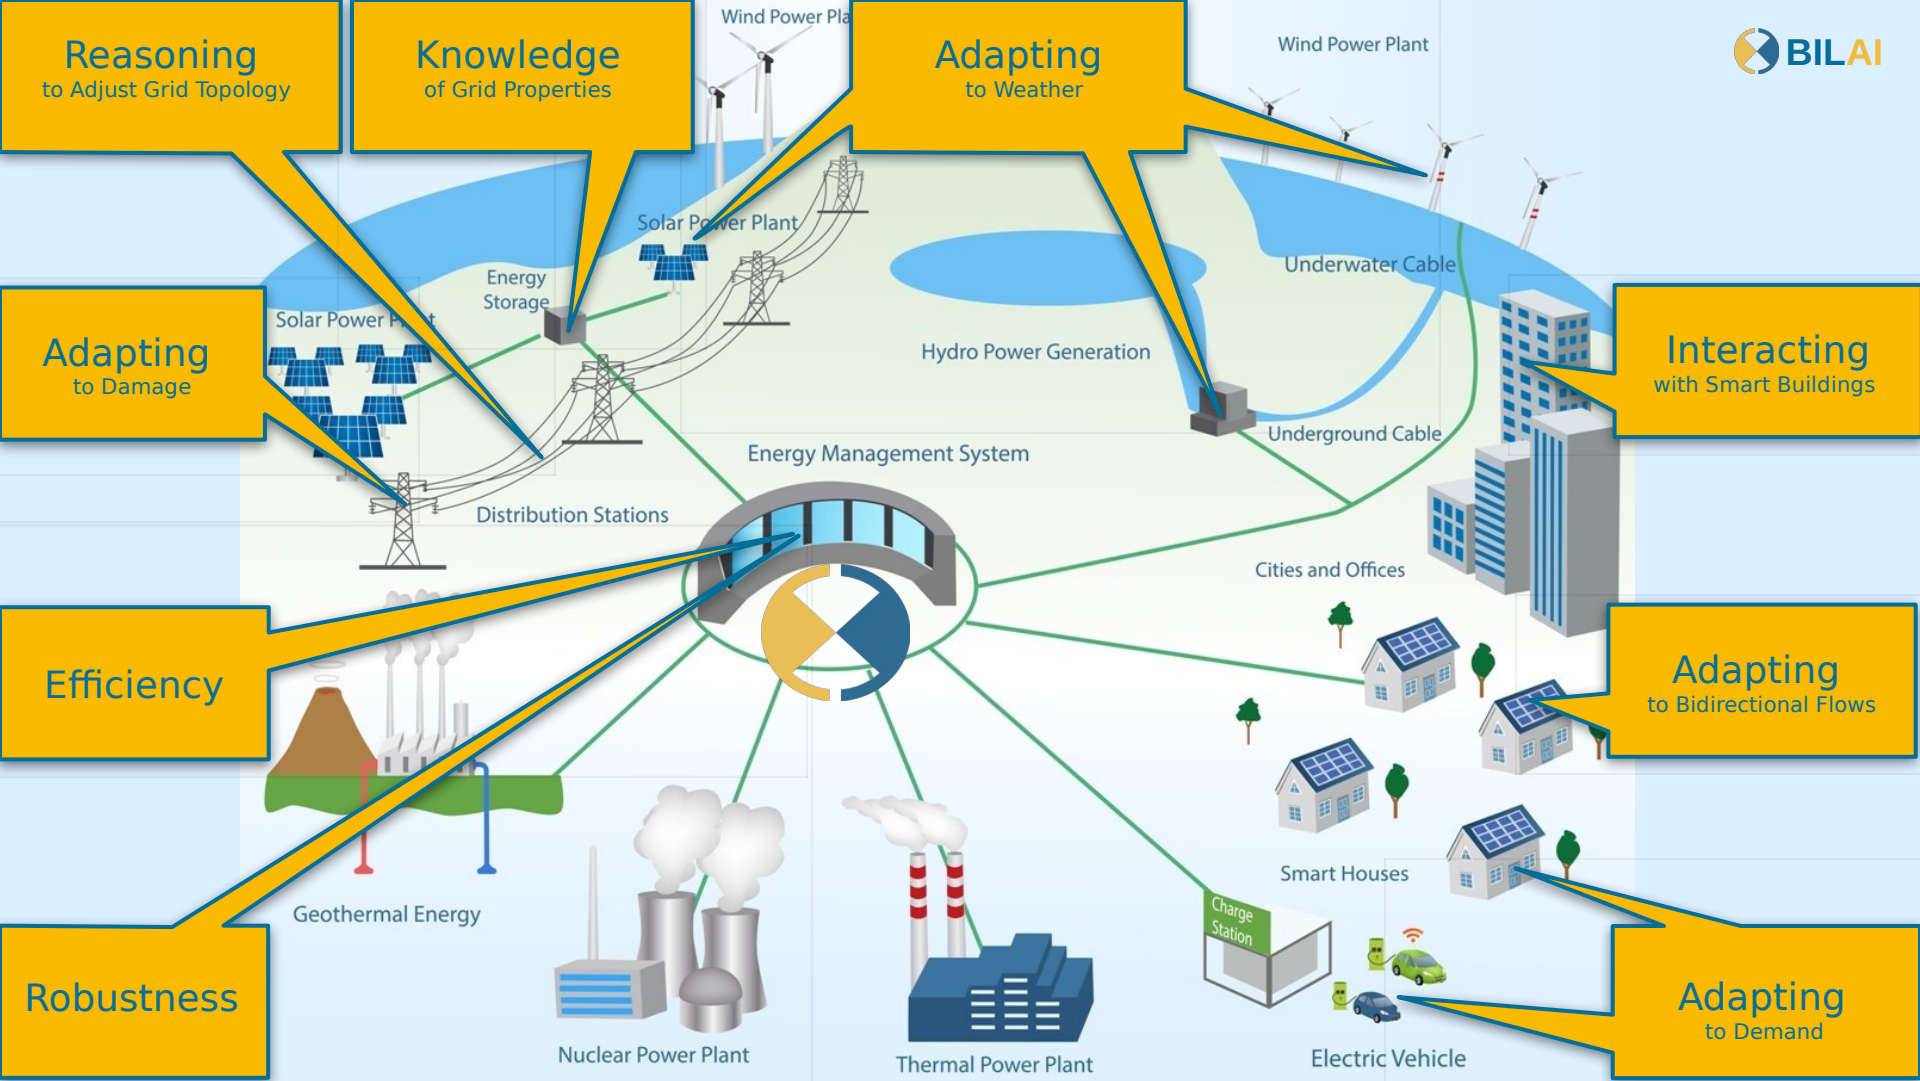 Reasoning
to Adjust Grid Topology
Knowledge
of Grid Properties
Wind Power Pla
Adapting
to Weather
Wind Power Plant
BILAI
Solar Power Plant
Energy
Storage
Underwater Cable
Solar Power Plant
Adapting
to Damage
Hydro Power Generation
Interacting
with Smart Buildings
Underground Cable
Energy Management System
Distribution Stations
Cities and Offices
Efficiency
Adapting
to Bidirectional Flows
Smart Houses
Geothermal Energy
Charge
Station
Robustness
Adapting
to Demand
Nuclear Power Plant
Thermal Power Plant
Electric Vehicle